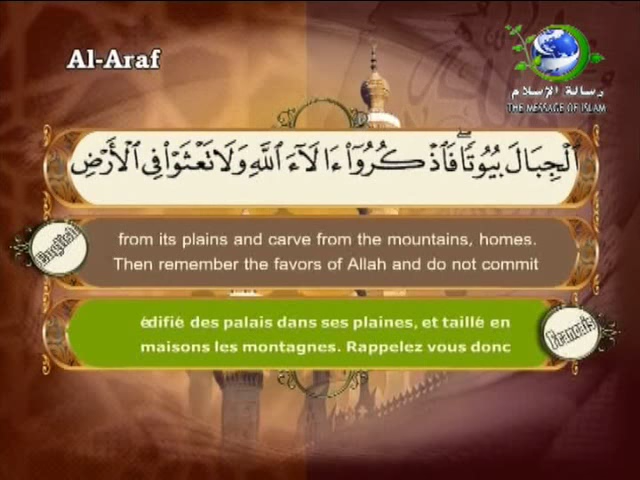 Al-Araf
رسالة الإسلام
THE MESSAGE OF ISLAM
ٱلْجِبَالَ بُيُوتًا ۖ فَٱذْكُرُوٓا۟ ءَالَآءَ ٱللَّهِ وَلَا تَعْثَوْا۟ فِى ٱلْأَرْضِ
English
from its plains and carve from the mountains, homes.
Then remember the favors of Allah and do not commit
édifié des palais dans ses plaines, et taillé en
maisons les montagnes. Rappelez vous donc
Francais